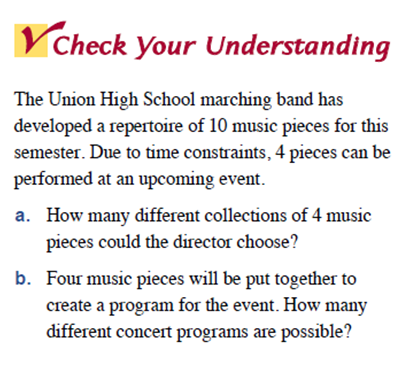 Check Your Understanding
The Union High School marching band has
developed a repertoire of 10 music pieces for this
semester. Due to time constraints, 4 pieces can be
performed at an upcoming event.
a. How many different collections of 4 music
pieces could the director choose?
b. Four music pieces will be put together to
create a program for the event. How many
different concert programs are possible?